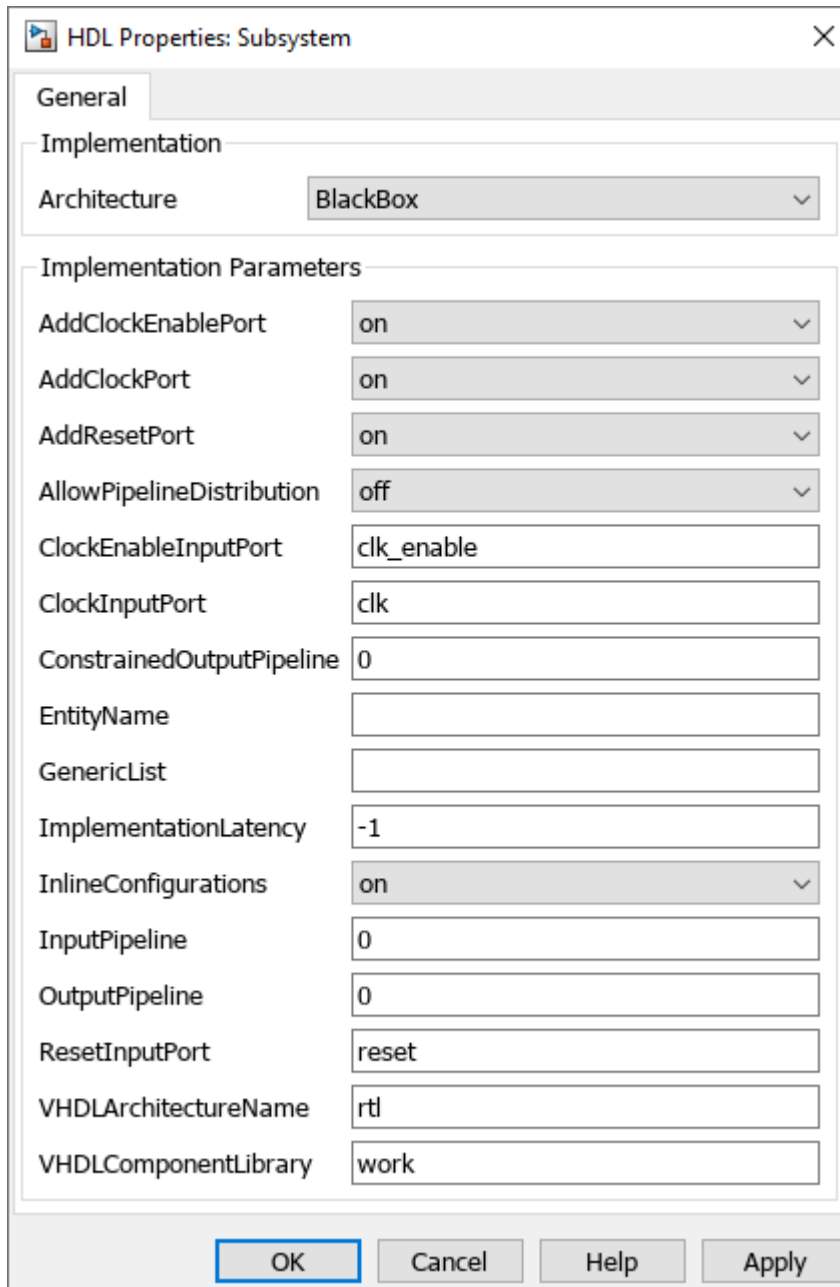 HDL Properties: Subsystem
General
Implementation
Architecture BlackBox
Implementation Parameters
AddClockEnablePort on
AddClockPort on
AddResetPort on
AllowPipelineDistribution off
ClockEnableInputPort clk_enable
ClockInputPort clk
ConstrainedOutputPipeline 0
EntityName
GenericList
ImplementationLatency -1
InlineConfigurations on
InputPipeline 0
OutputPipeline 0
ResetInputPort reset
VHDLArchitectureName rtl
VHDLComponentLibrary work
OK Cancel Help Apply